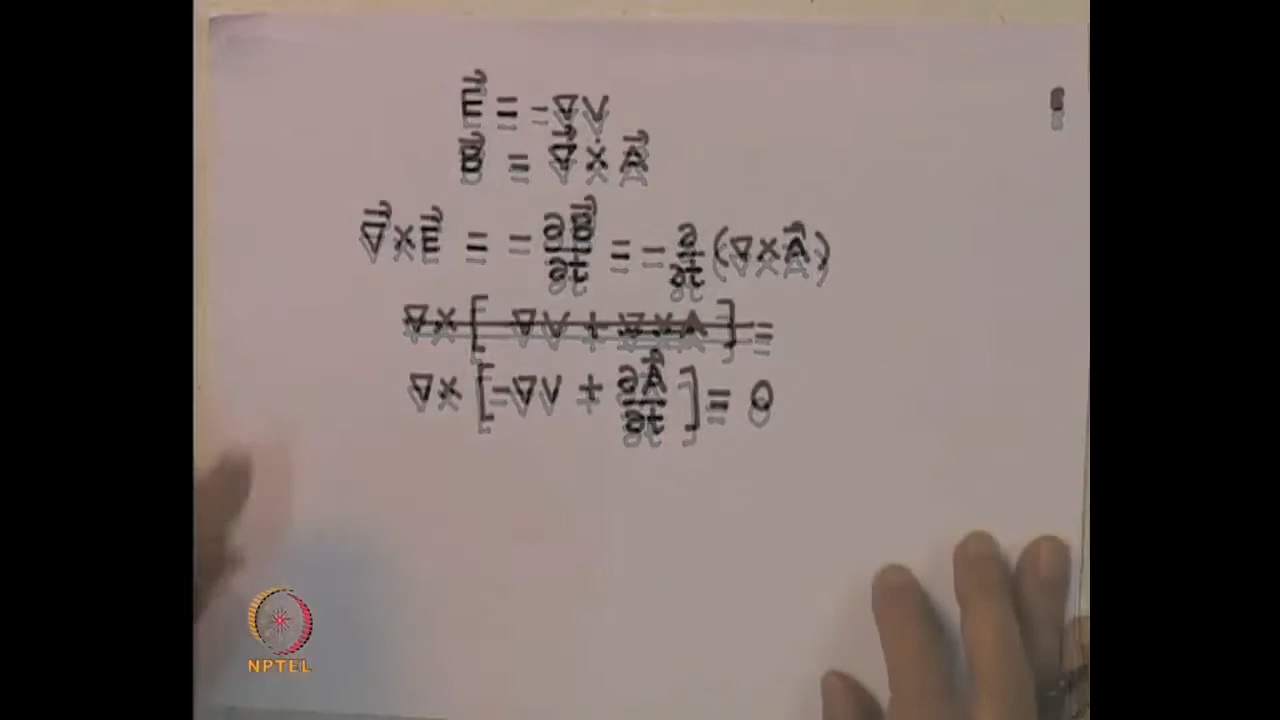 E⃗ = -∇V
B⃗ = ∇⃗ × A⃗
∇⃗ × E⃗ = - ∂B⃗/∂t = - ∂/∂t (∇ × A⃗)
∇ × [ - ∇V + ∂A⃗/∂t ] = 0
NPTEL